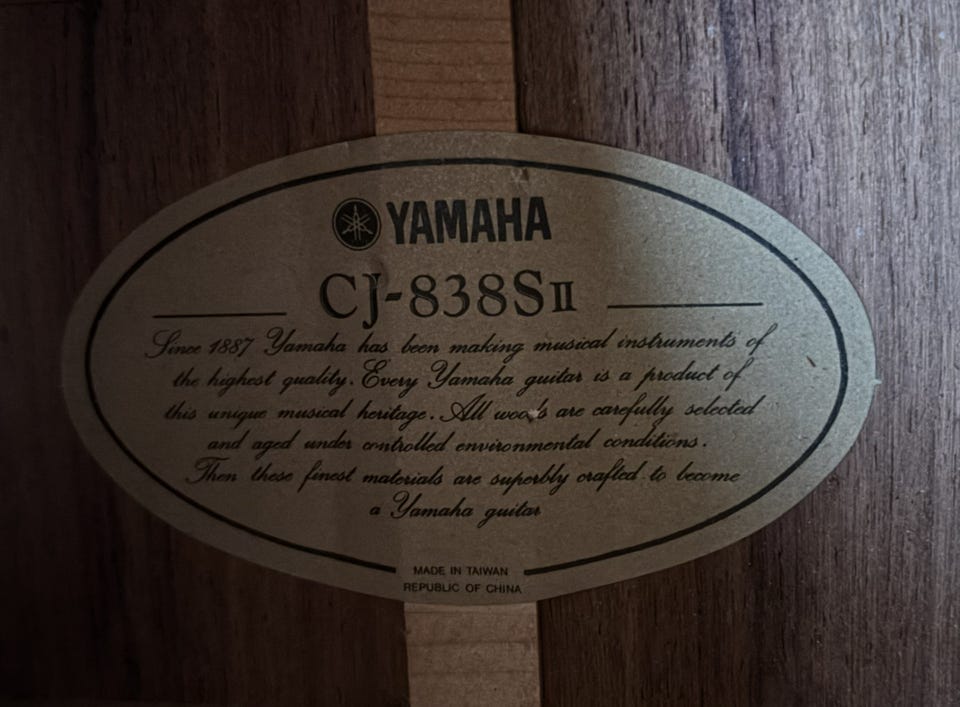 YAMAHA
CJ-838SII
Since 1887 Yamaha has been making musical instruments of
the highest quality. Every Yamaha guitar is a product of
this unique musical heritage. All woods are carefully selected
and aged under controlled environmental conditions.
Then these finest materials are superbly crafted to become
a Yamaha guitar
MADE IN TAIWAN
REPUBLIC OF CHINA